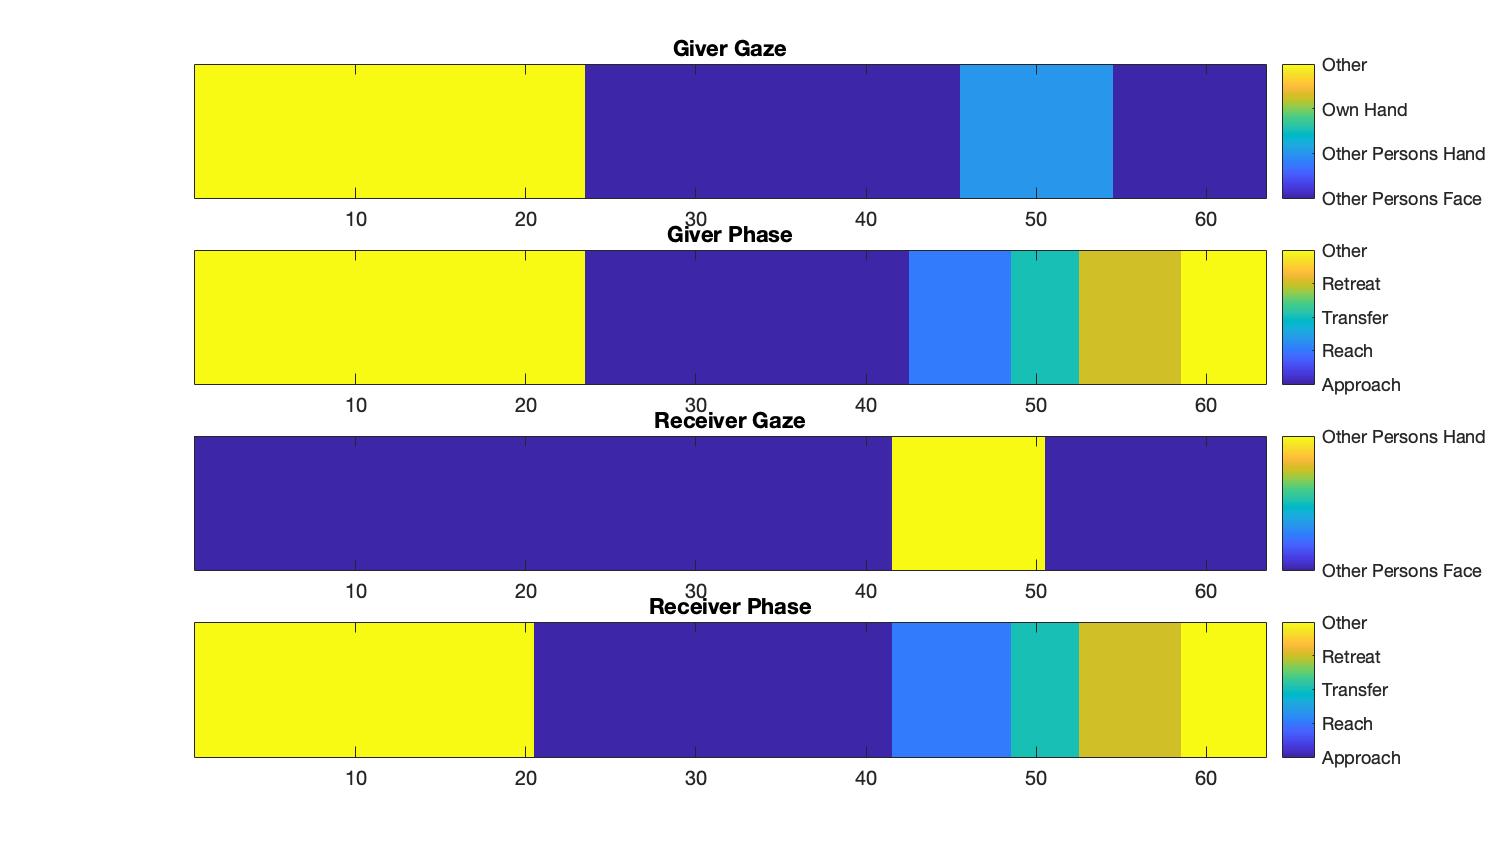 Giver Gaze
Other
Own Hand
Other Persons Hand
Other Persons Face
10 20 30 40 50 60
Giver Phase
Other
Retreat
Transfer
Reach
Approach
10 20 30 40 50 60
Receiver Gaze
Other Persons Hand
Other Persons Face
10 20 30 40 50 60
Receiver Phase
Other
Retreat
Transfer
Reach
Approach
10 20 30 40 50 60